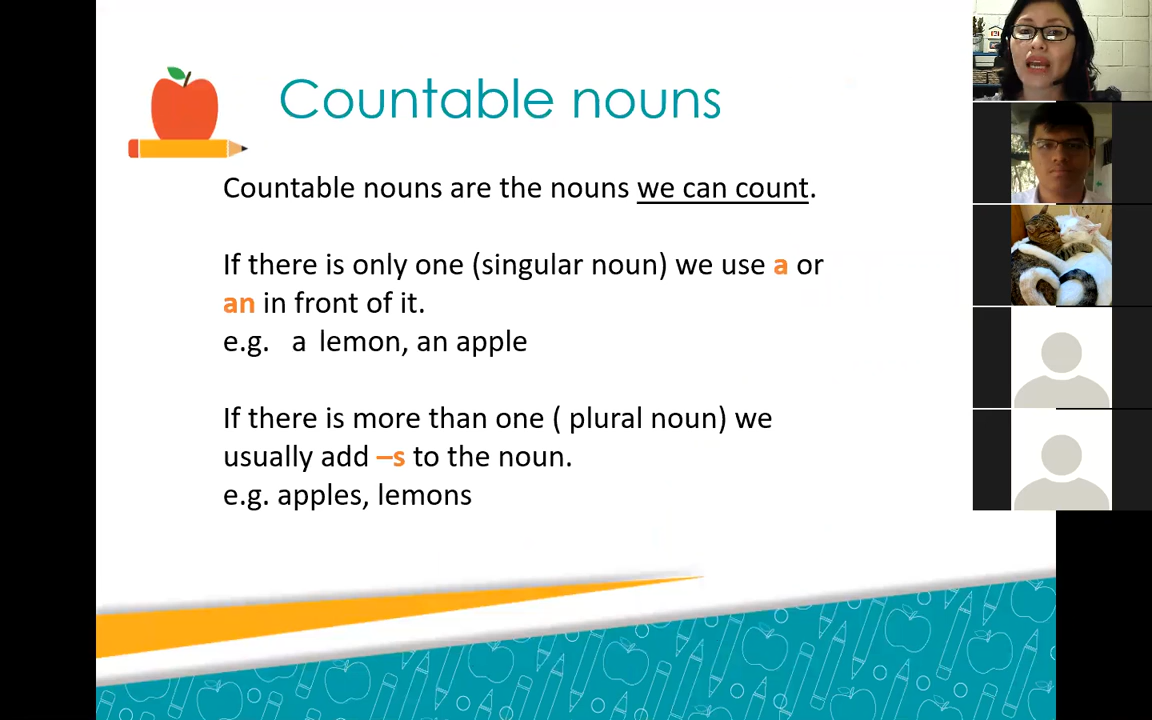 Countable nouns
Countable nouns are the nouns we can count.
If there is only one (singular noun) we use a or
an in front of it.
e.g. a lemon, an apple
If there is more than one ( plural noun) we
usually add –s to the noun.
e.g. apples, lemons